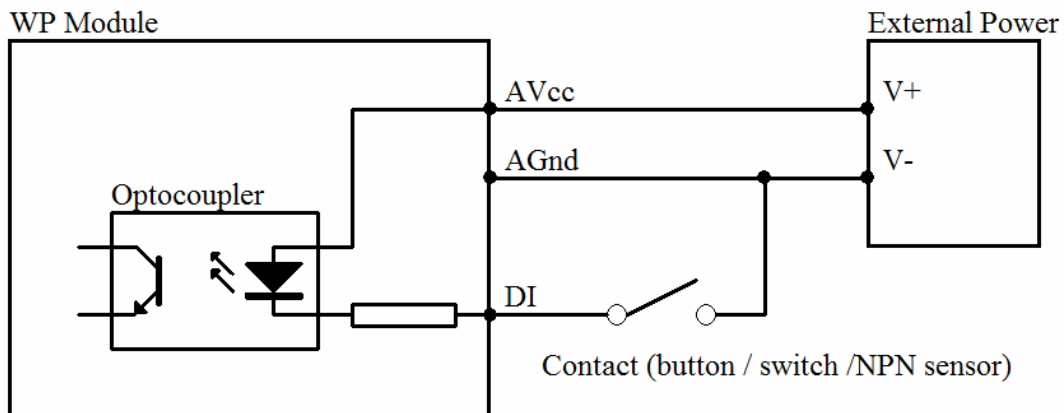 WP Module
External Power
AVcc
V+
AGnd
V-
Optocoupler
DI
Contact (button / switch /NPN sensor)